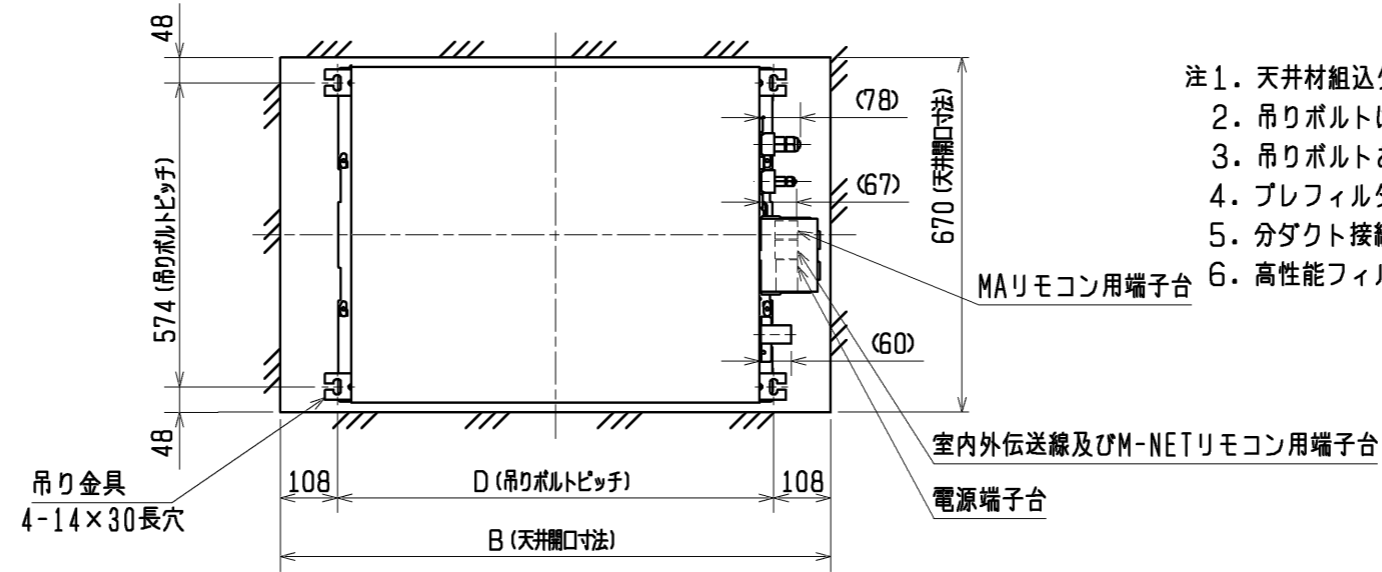 48
574 (吊りボルトピッチ)
48
(78)
(67)
(60)
670 (天井開口寸法)
MAリモコン用端子台
室内外伝送線及びM-NETリモコン用端子台
電源端子台
吊り金具
4-14×30長穴
108
D (吊りボルトピッチ)
108
B (天井開口寸法)
注1. 天井材組込
2. 吊りボルト
3. 吊りボルト
4. プレフィル
5. 分ダクト接
6. 高性能フィル